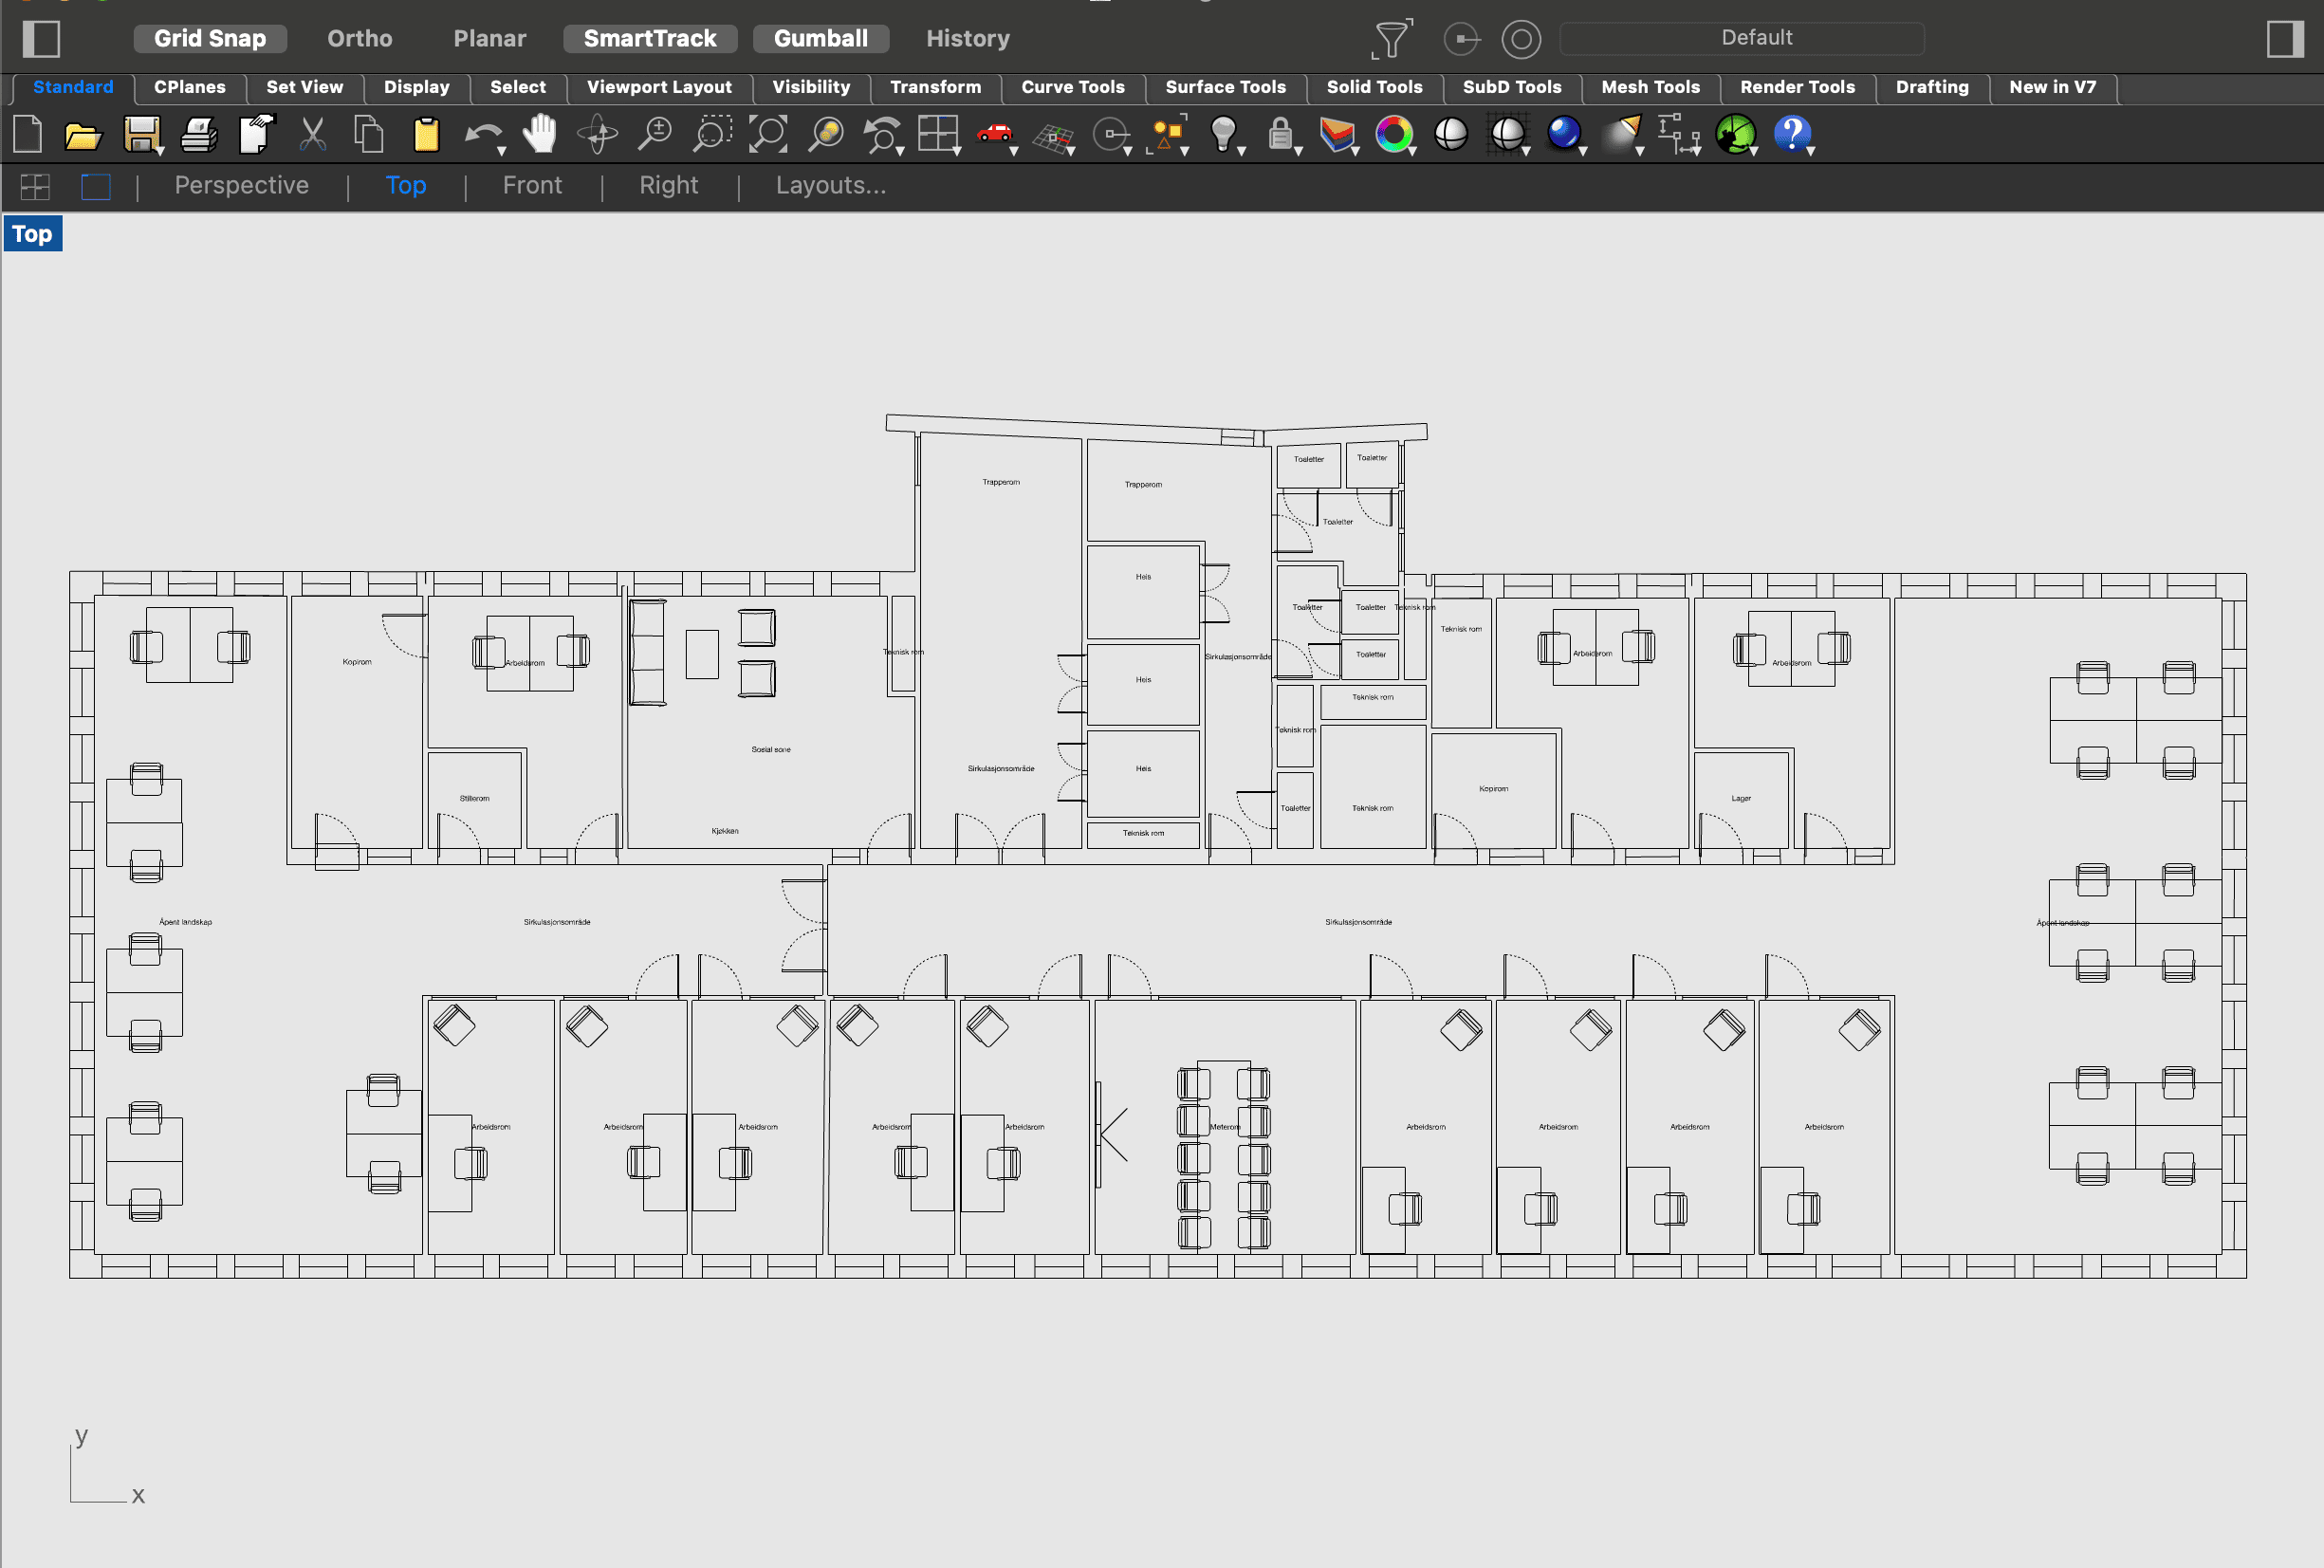 Grid Snap
Ortho
Planar
SmartTrack
Gumball
History
Default
Standard
CPlanes
Set View
Display
Select
Viewport Layout
Visibility
Transform
Curve Tools
Surface Tools
Solid Tools
SubD Tools
Mesh Tools
Render Tools
Drafting
New in V7
Perspective
Top
Front
Right
Layouts...
Top
Toaletter
Toaletter
Trapperom
Trapperom
Toaletter
Heis
Toaletter
Toaletter
Teknisk rom
Teknisk rom
Kopirom
Arbeidsrom
Teknisk rom
Sirkulasjonsområde
Toaletter
Arbeidsrom
Arbeidsrom
Heis
Teknisk rom
Teknisk rom
Sosial sone
Sirkulasjonsområde
Heis
Kopirom
Stillerom
Lager
Toaletter
Teknisk rom
Kjøkken
Teknisk rom
Åpent landskap
Sirkulasjonsområde
Sirkulasjonsområde
Åpent landskap
Arbeidsrom
Arbeidsrom
Arbeidsrom
Arbeidsrom
Arbeidsrom
Møterom
Arbeidsrom
Arbeidsrom
Arbeidsrom
Arbeidsrom
y
x